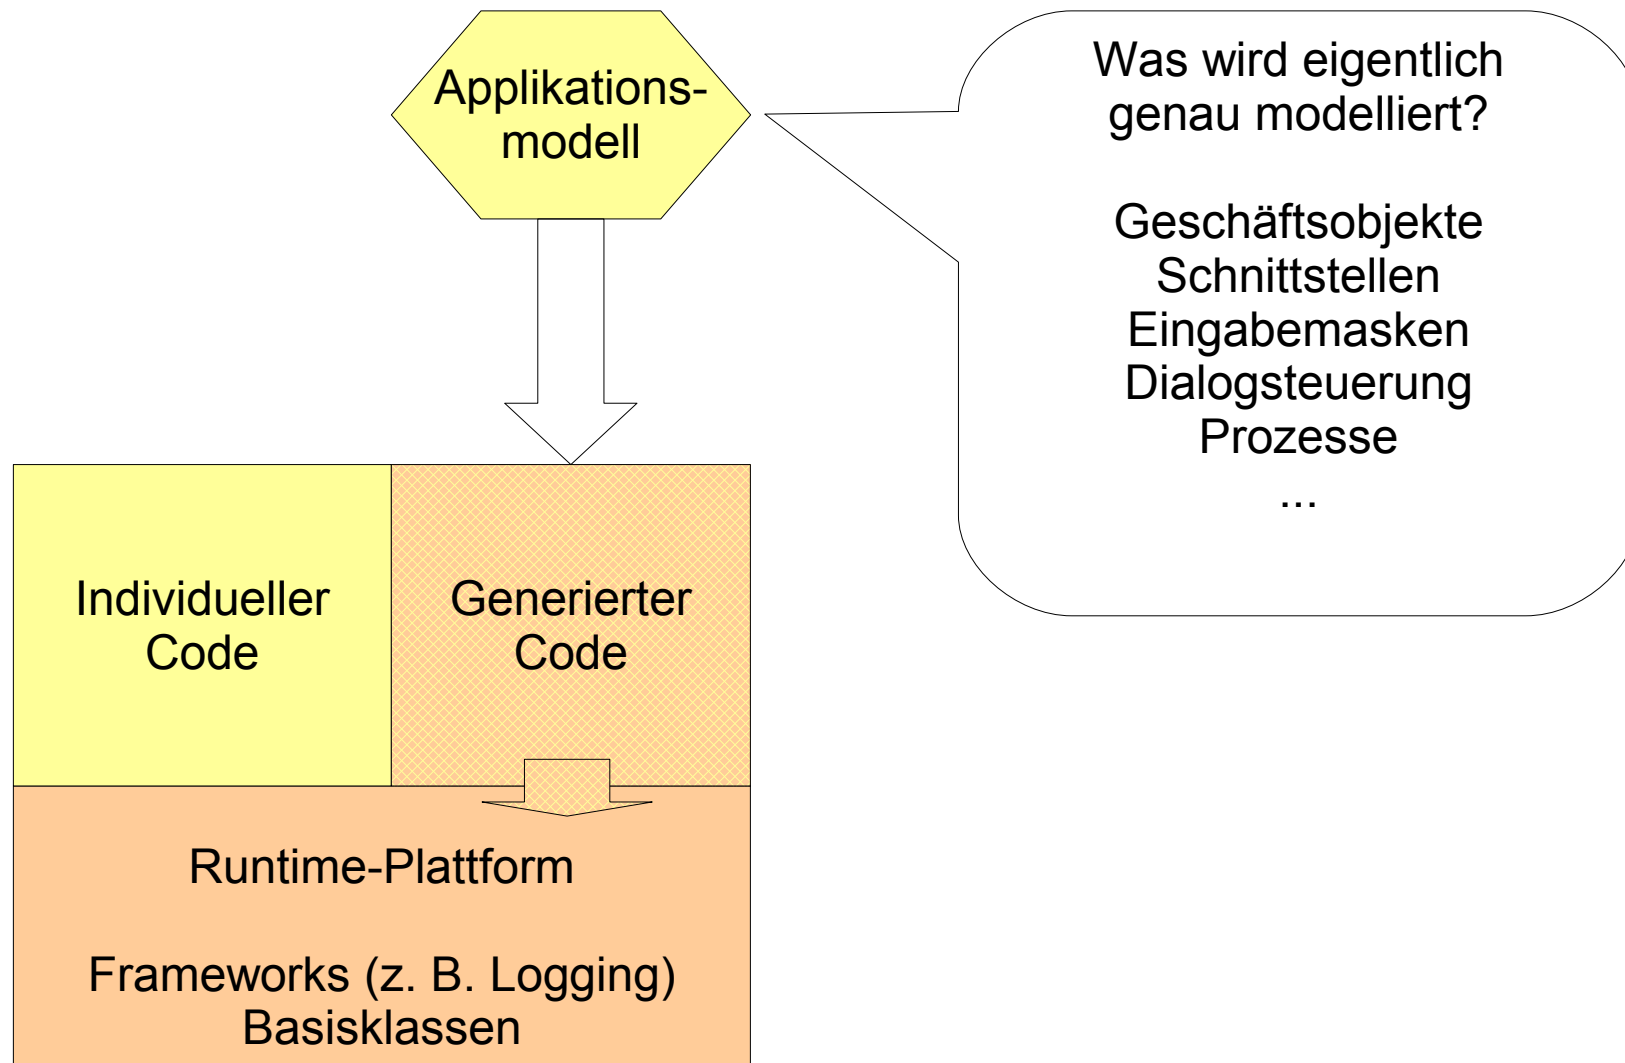 Applikations-
modell
Was wird eigentlich
genau modelliert?
Geschäftsobjekte
Schnittstellen
Eingabemasken
Dialogsteuerung
Prozesse
...
Individueller
Code
Generierter
Code
Runtime-Plattform
Frameworks (z. B. Logging)
Basisklassen